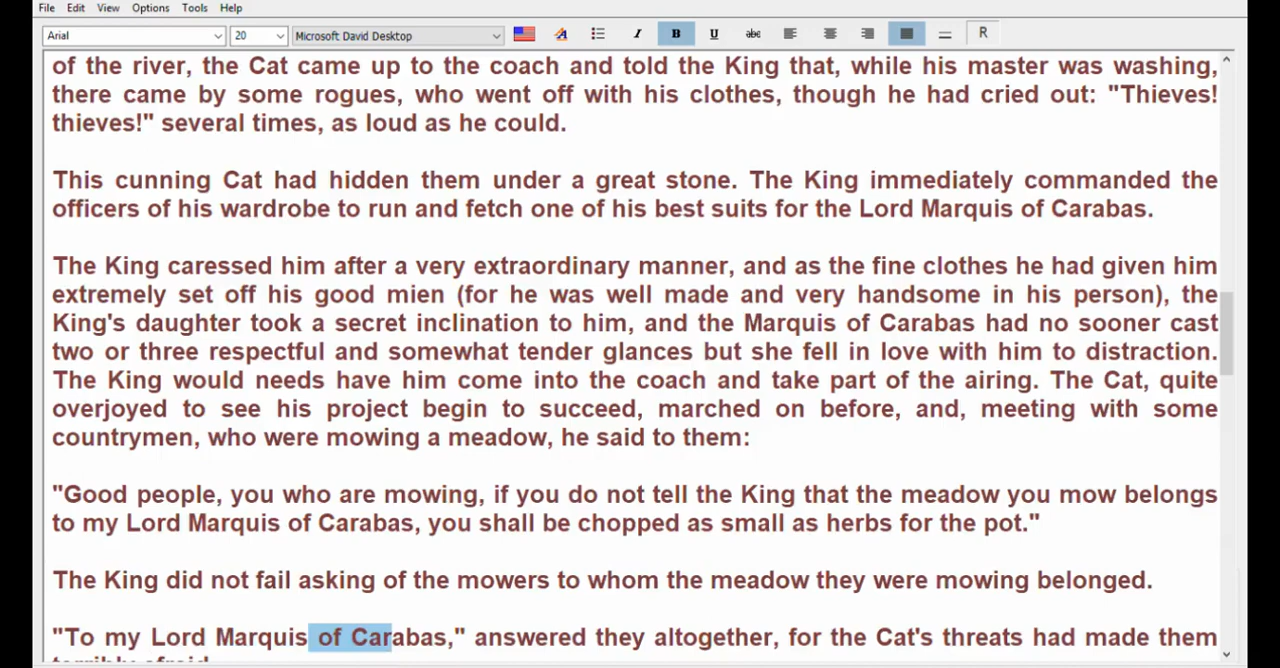 File Edit View Options Tools Help
Arial 20 Microsoft David Desktop A I B U abc R
of the river, the Cat came up to the coach and told the King that, while his master was washing,
there came by some rogues, who went off with his clothes, though he had cried out: "Thieves!
thieves!" several times, as loud as he could.
This cunning Cat had hidden them under a great stone. The King immediately commanded the
officers of his wardrobe to run and fetch one of his best suits for the Lord Marquis of Carabas.
The King caressed him after a very extraordinary manner, and as the fine clothes he had given him
extremely set off his good mien (for he was well made and very handsome in his person), the
King's daughter took a secret inclination to him, and the Marquis of Carabas had no sooner cast
two or three respectful and somewhat tender glances but she fell in love with him to distraction.
The King would needs have him come into the coach and take part of the airing. The Cat, quite
overjoyed to see his project begin to succeed, marched on before, and, meeting with some
countrymen, who were mowing a meadow, he said to them:
"Good people, you who are mowing, if you do not tell the King that the meadow you mow belongs
to my Lord Marquis of Carabas, you shall be chopped as small as herbs for the pot."
The King did not fail asking of the mowers to whom the meadow they were mowing belonged.
"To my Lord Marquis of Carabas," answered they altogether, for the Cat's threats had made them
terribly afraid